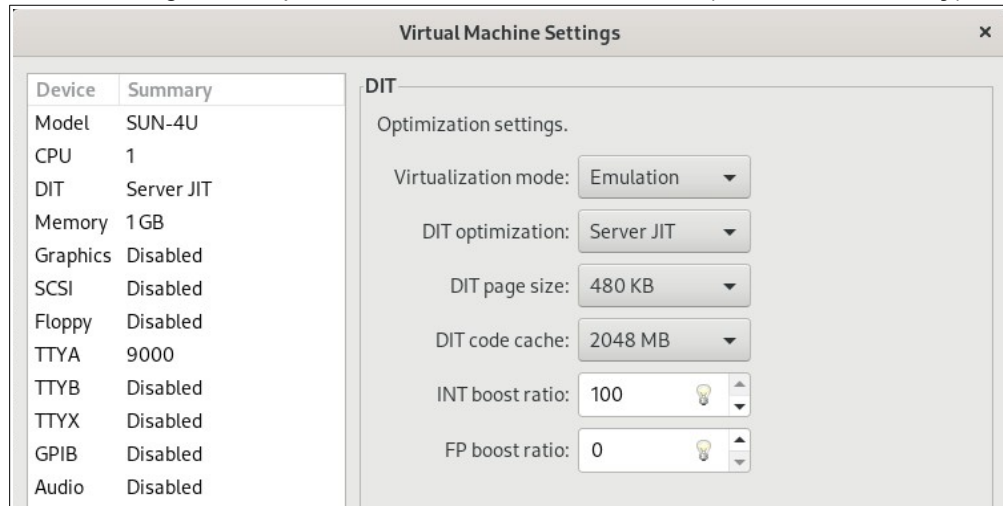 Virtual Machine Settings ×
Device Summary
Model SUN-4U
CPU 1
DIT Server JIT
Memory 1 GB
Graphics Disabled
SCSI Disabled
Floppy Disabled
TTYA 9000
TTYB Disabled
TTYX Disabled
GPIB Disabled
Audio Disabled
DIT
Optimization settings.
Virtualization mode: Emulation
DIT optimization: Server JIT
DIT page size: 480 KB
DIT code cache: 2048 MB
INT boost ratio: 100
FP boost ratio: 0